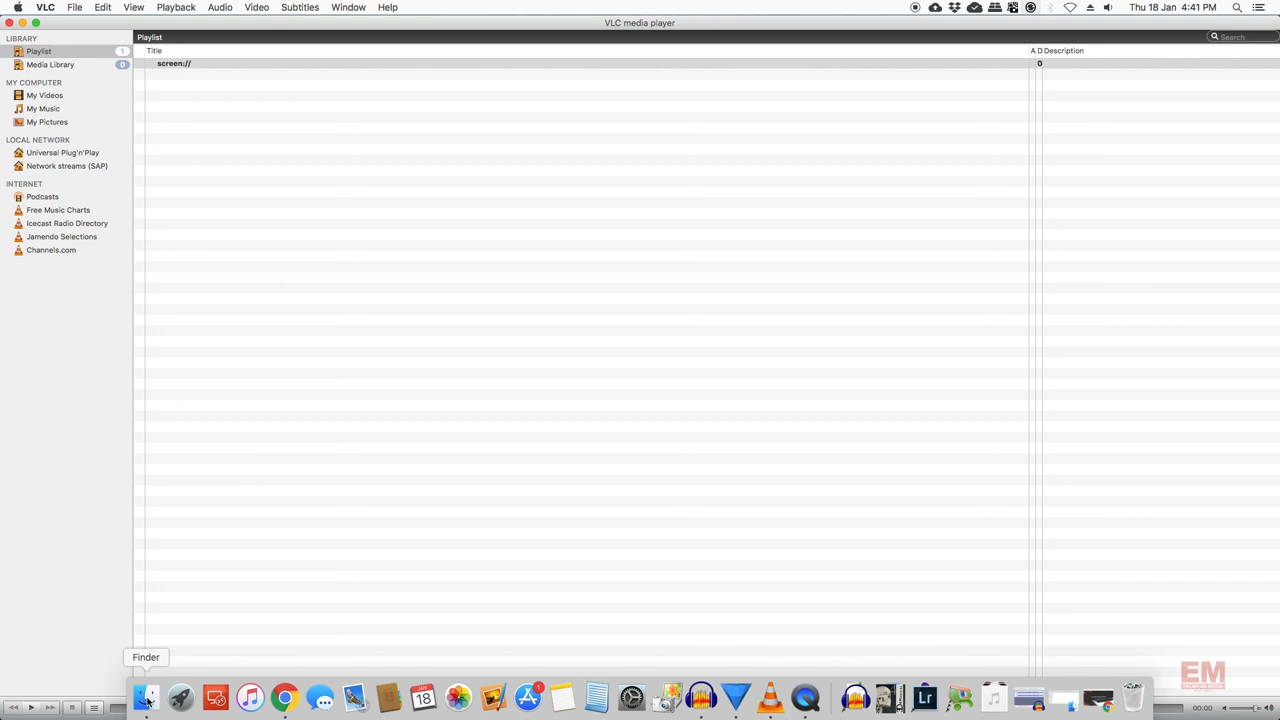 VLC File Edit View Playback Audio Video Subtitles Window Help
Thu 18 Jan 4:41 PM
VLC media player
LIBRARY
Playlist 1
Media Library 0
MY COMPUTER
My Videos
My Music
My Pictures
LOCAL NETWORK
Universal Plug'n'Play
Network streams (SAP)
INTERNET
Podcasts
Free Music Charts
Icecast Radio Directory
Jamendo Selections
Channels.com
Playlist
Search
Title A D Description
screen:// 0
Finder
EM
JAN
18
1
Lr
00:00